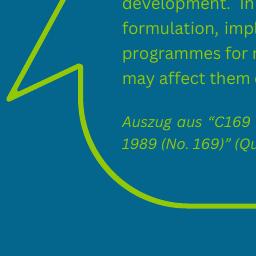 development. In
formulation, impl
programmes for n
may affect them
Auszug aus “C169
1989 (No. 169)” (Qu